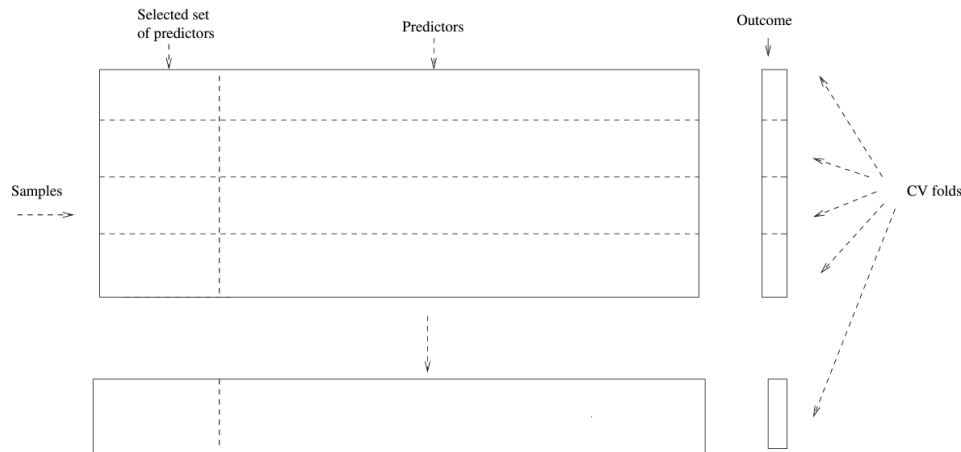 Selected set
of predictors
Predictors
Outcome
Samples
CV folds